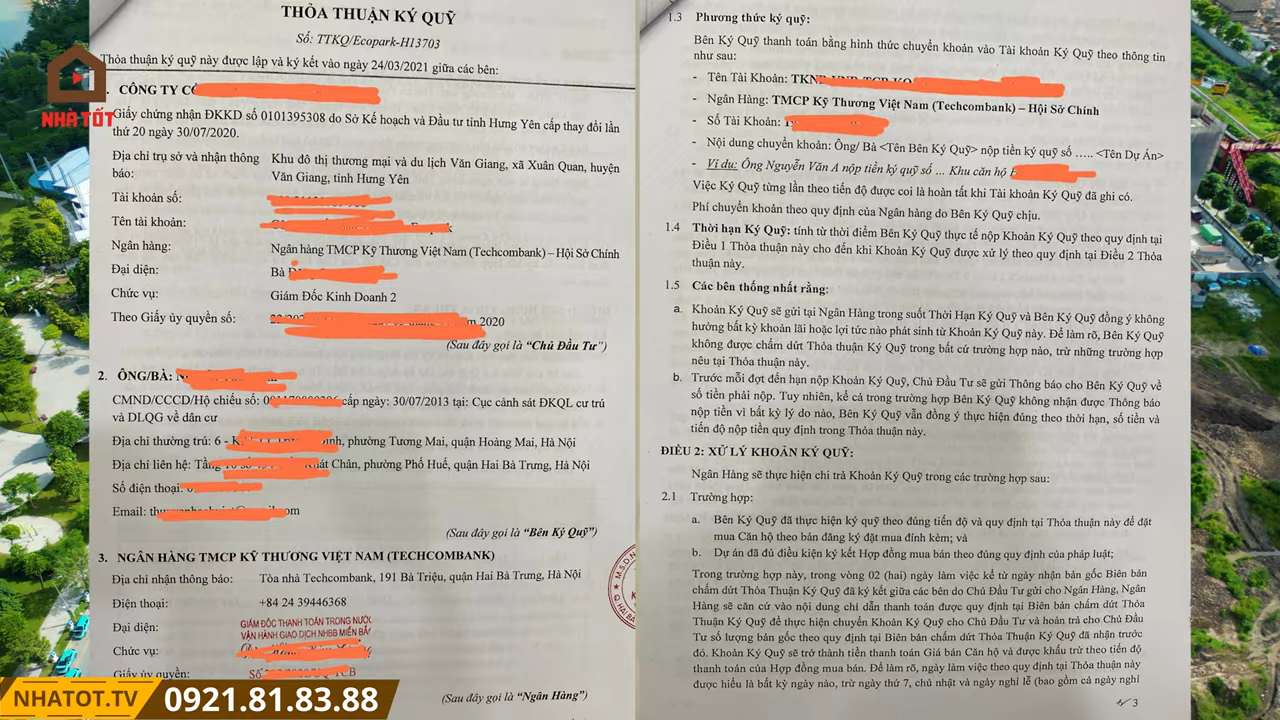 THỎA THUẬN KÝ QUỸ
Số: TTKQ/Ecopark-H13703
Thỏa thuận ký quỹ này được lập và ký kết vào ngày 24/03/2021 giữa các bên:
CÔNG TY
Giấy chứng nhận ĐKKD số 0101395308 do Sở Kế hoạch và Đầu tư tỉnh Hưng Yên cấp thay đổi lần
thứ 20 ngày 30/07/2020.
Địa chỉ trụ sở và nhận thông Khu đô thị thương mại và du lịch Văn Giang, xã Xuân Quan, huyện
báo: Văn Giang, tỉnh Hưng Yên
Tài khoản số:
Tên tài khoản:
Ngân hàng: Ngân hàng TMCP Kỹ Thương Việt Nam (Techcombank) – Hội Sở Chính
Đại diện: Bà
Chức vụ: Giám Đốc Kinh Doanh 2
Theo Giấy ủy quyền số: 2020
(Sau đây gọi là “Chủ Đầu Tư”)
2. ÔNG/BÀ:
CMND/CCCD/Hộ chiếu số: cấp ngày: 30/07/2013 tại: Cục cảnh sát ĐKQL cư trú
và DLQG về dân cư
Địa chỉ thường trú: 6 - phường Tương Mai, quận Hoàng Mai, Hà Nội
Địa chỉ liên hệ: Tầng Chân, phường Phố Huế, quận Hai Bà Trưng, Hà Nội
Số điện thoại:
Email:
(Sau đây gọi là “Bên Ký Quỹ”)
3. NGÂN HÀNG TMCP KỸ THƯƠNG VIỆT NAM (TECHCOMBANK)
Địa chỉ nhận thông báo: Tòa nhà Techcombank, 191 Bà Triệu, quận Hai Bà Trưng, Hà Nội
Điện thoại: +84 24 39446368
Đại diện: GIÁM ĐỐC THANH TOÁN TRONG NƯỚC
VẬN HÀNH GIAO DỊCH NHBB MIỀN BẮC
Chức vụ:
Giấy ủy quyền: Số
(Sau đây gọi là “Ngân Hàng”)
1.3 Phương thức ký quỹ:
Bên Ký Quỹ thanh toán bằng hình thức chuyển khoản vào Tài khoản Ký Quỹ theo thông tin
như sau:
- Tên Tài Khoản:
- Ngân Hàng: TMCP Kỹ Thương Việt Nam (Techcombank) – Hội Sở Chính
- Số Tài Khoản:
- Nội dung chuyển khoản: Ông/ Bà <Tên Bên Ký Quỹ> nộp tiền ký quỹ số ….. <Tên Dự Án>
- Ví dụ: Ông Nguyễn Văn A nộp tiền ký quỹ số … Khu căn hộ
Việc Ký Quỹ từng lần theo tiến độ được coi là hoàn tất khi Tài khoản Ký Quỹ đã ghi có.
Phí chuyển khoản theo quy định của Ngân hàng do Bên Ký Quỹ chịu.
1.4 Thời hạn Ký Quỹ: tính từ thời điểm Bên Ký Quỹ thực tế nộp Khoản Ký Quỹ theo quy định tại
Điều 1 Thỏa thuận này cho đến khi Khoản Ký Quỹ được xử lý theo quy định tại Điều 2 Thỏa
thuận này.
1.5 Các bên thống nhất rằng:
a. Khoản Ký Quỹ sẽ gửi tại Ngân Hàng trong suốt Thời Hạn Ký Quỹ và Bên Ký Quỹ đồng ý không
hưởng bất kỳ khoản lãi hoặc lợi tức nào phát sinh từ Khoản Ký Quỹ này. Để làm rõ, Bên Ký Quỹ
không được chấm dứt Thỏa thuận Ký Quỹ trong bất cứ trường hợp nào, trừ những trường hợp
nêu tại Thỏa thuận này.
b. Trước mỗi đợt đến hạn nộp Khoản Ký Quỹ, Chủ Đầu Tư sẽ gửi Thông báo cho Bên Ký Quỹ về
số tiền phải nộp. Tuy nhiên, kể cả trong trường hợp Bên Ký Quỹ không nhận được Thông báo
nộp tiền vì bất kỳ lý do nào, Bên Ký Quỹ vẫn đồng ý thực hiện đúng theo thời hạn, số tiền và
tiến độ nộp tiền quy định trong Thỏa thuận này.
ĐIỀU 2: XỬ LÝ KHOẢN KÝ QUỸ:
Ngân Hàng sẽ thực hiện chi trả Khoản Ký Quỹ trong các trường hợp sau:
2.1 Trường hợp:
a. Bên Ký Quỹ đã thực hiện ký quỹ theo đúng tiến độ và quy định tại Thỏa thuận này để đặt
mua Căn hộ theo bản đăng ký đặt mua đính kèm; và
b. Dự án đã đủ điều kiện ký kết Hợp đồng mua bán theo đúng quy định của pháp luật;
Trong trường hợp này, trong vòng 02 (hai) ngày làm việc kể từ ngày nhận bản gốc Biên bản
chấm dứt Thỏa Thuận Ký Quỹ đã ký kết giữa các bên do Chủ Đầu Tư gửi cho Ngân Hàng, Ngân
Hàng sẽ căn cứ vào nội dung chỉ dẫn thanh toán được quy định tại Biên bản chấm dứt Thỏa
Thuận Ký Quỹ để thực hiện chuyển Khoản Ký Quỹ cho Chủ Đầu Tư và hoàn trả cho Chủ Đầu
Tư số lượng bản gốc theo quy định tại Biên bản chấm dứt Thỏa Thuận Ký Quỹ đã nhận trước
đó. Khoản Ký Quỹ sẽ trở thành tiền thanh toán Giá bán Căn hộ và được khấu trừ theo tiến độ
thanh toán của Hợp đồng mua bán. Để làm rõ, ngày làm việc theo quy định tại Thỏa thuận này
được hiểu là bất kỳ ngày nào, trừ ngày thứ 7, chủ nhật và ngày nghỉ lễ (bao gồm cả ngày nghỉ
3
NHÀ TỐT
NHATOT.TV
0921.81.83.88